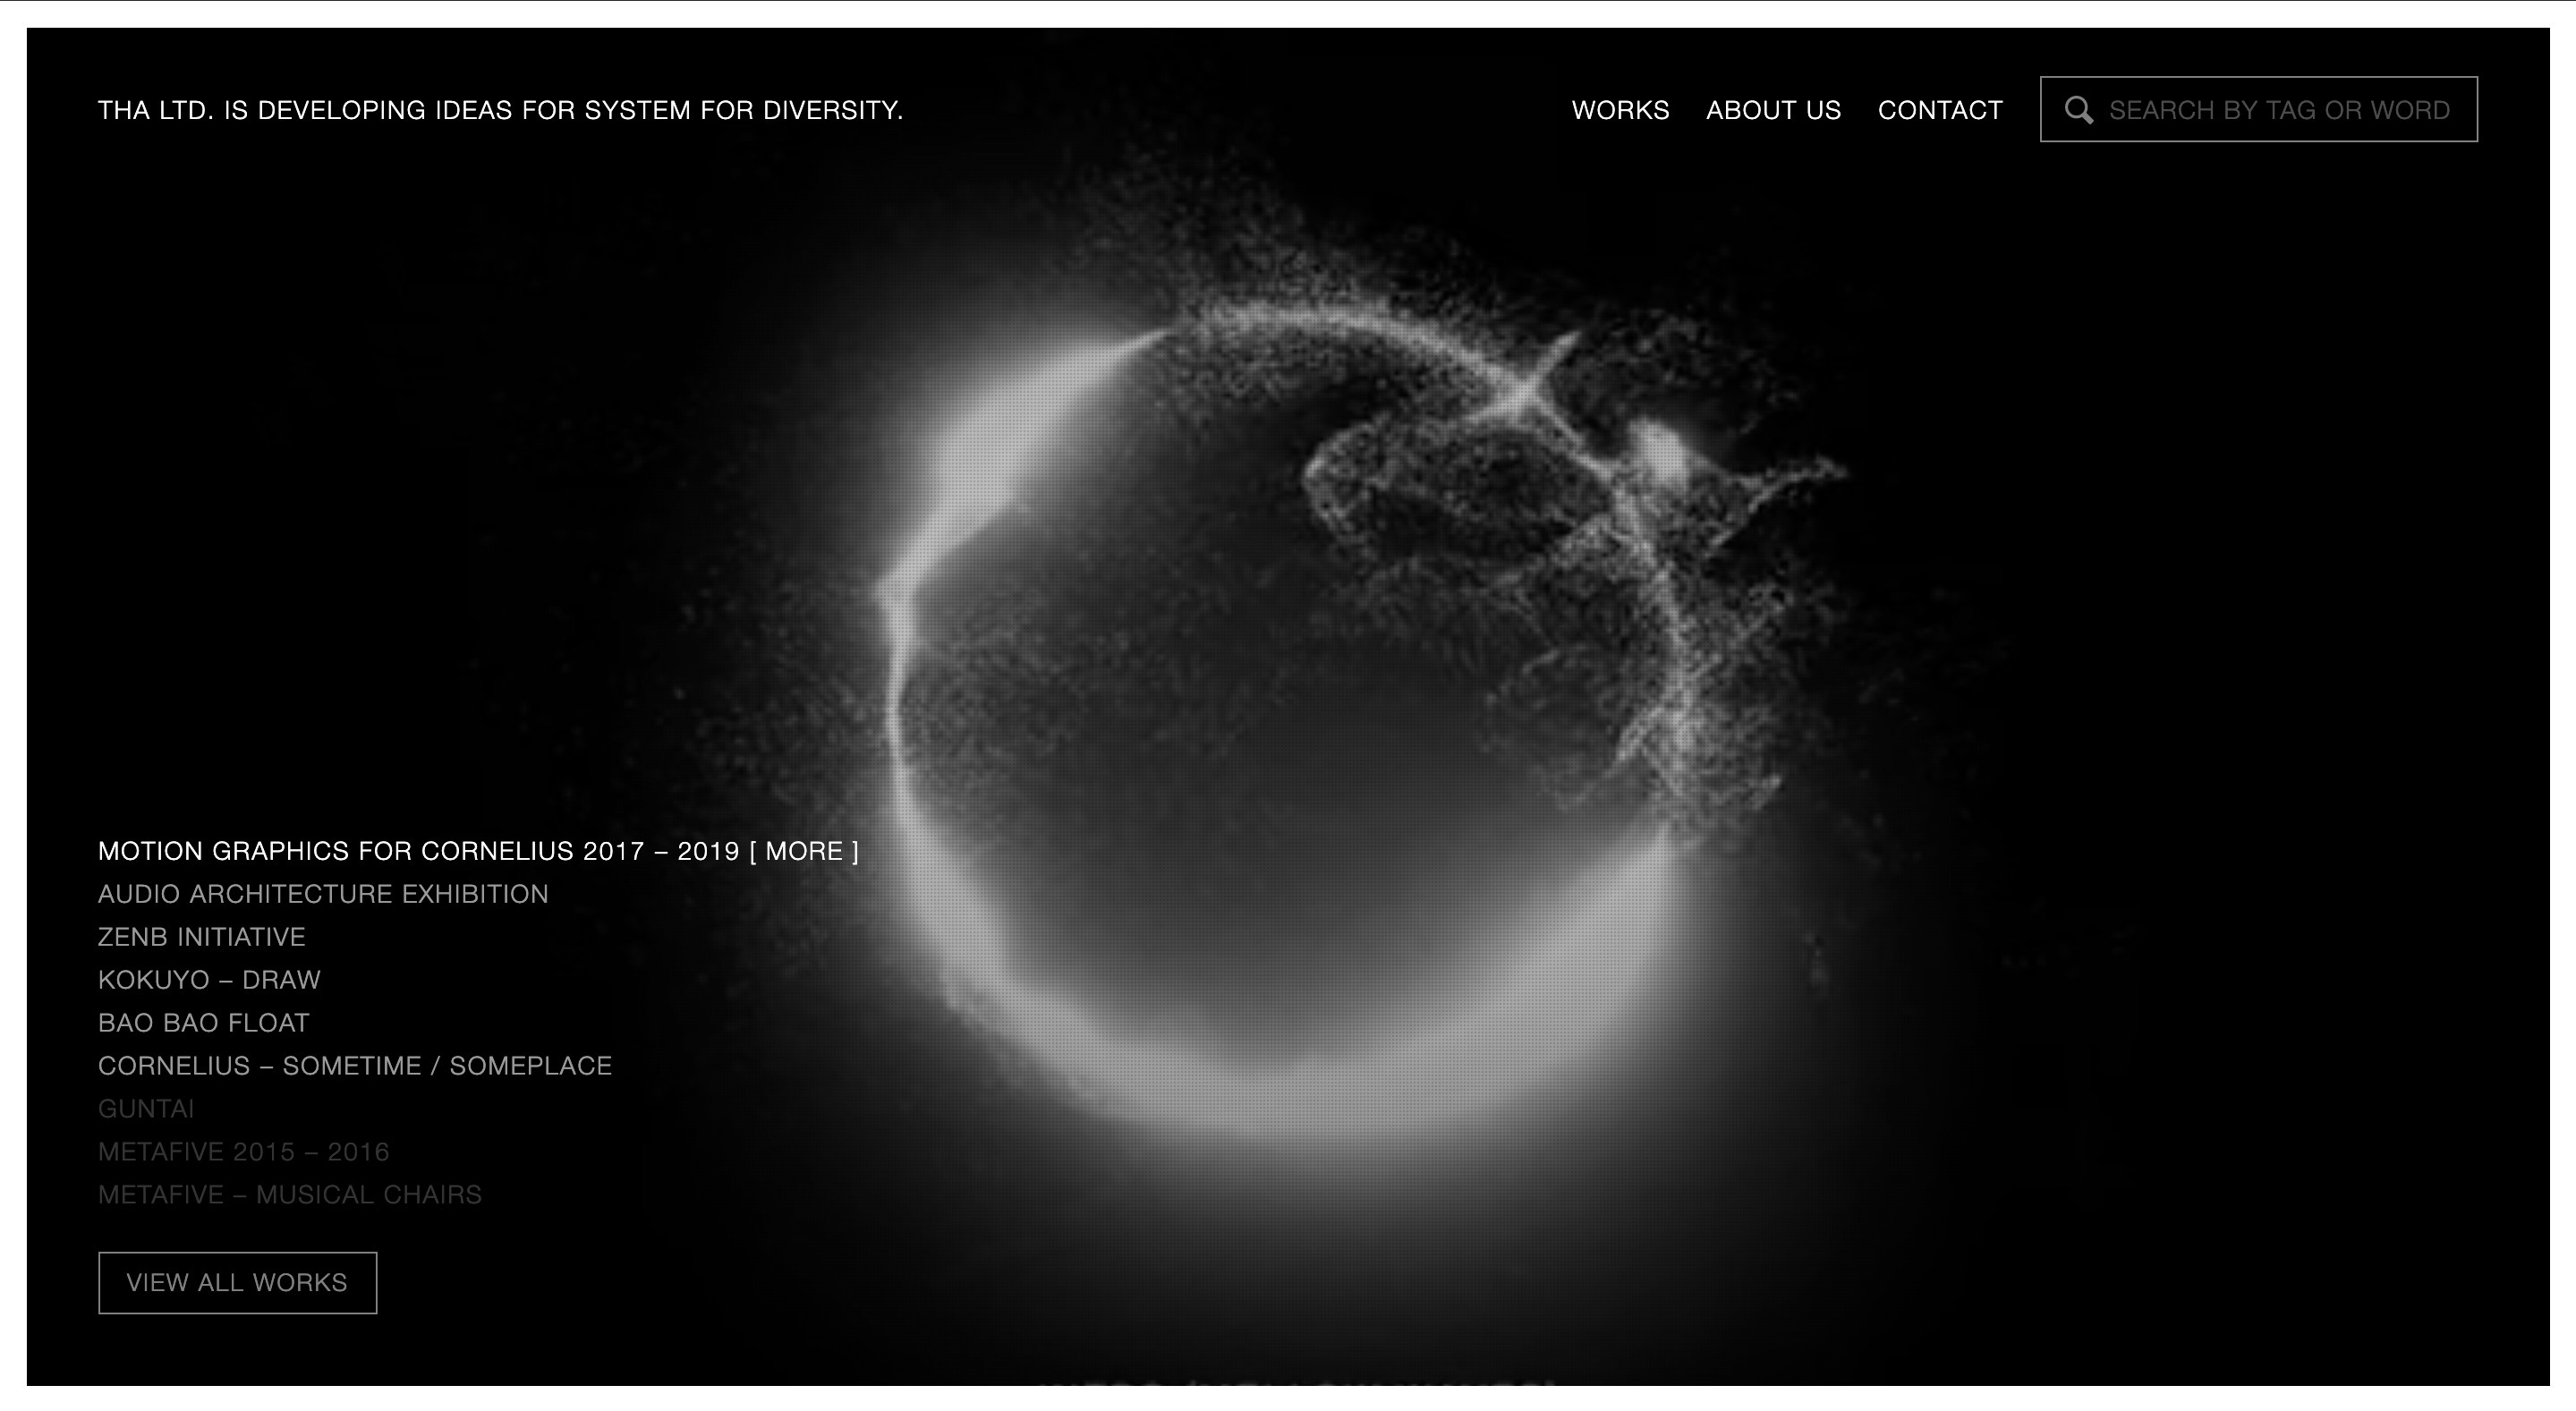 THA LTD. IS DEVELOPING IDEAS FOR SYSTEM FOR DIVERSITY.
WORKS ABOUT US CONTACT SEARCH BY TAG OR WORD
MOTION GRAPHICS FOR CORNELIUS 2017 – 2019 [ MORE ]
AUDIO ARCHITECTURE EXHIBITION
ZENB INITIATIVE
KOKUYO – DRAW
BAO BAO FLOAT
CORNELIUS – SOMETIME / SOMEPLACE
GUNTAI
METAFIVE 2015 – 2016
METAFIVE – MUSICAL CHAIRS
VIEW ALL WORKS